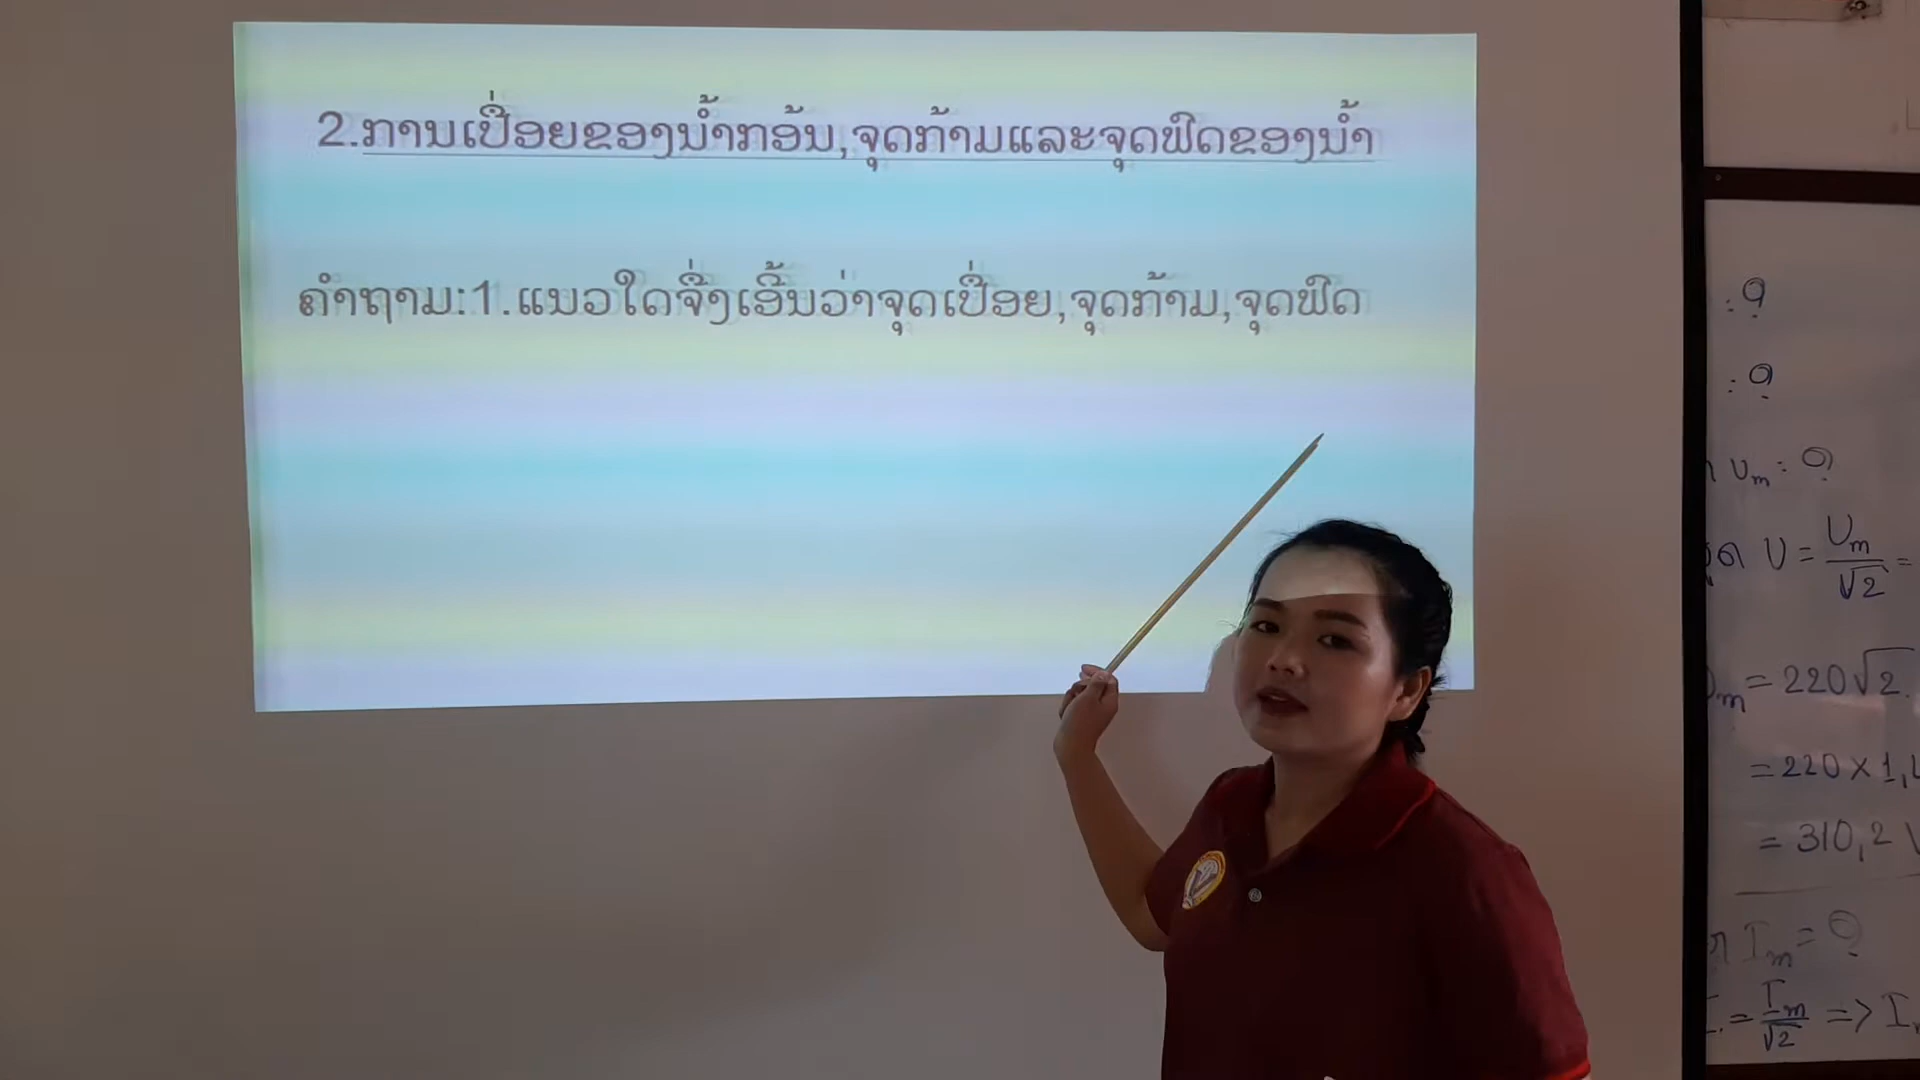 2.ການເປື່ອຍຂອງນ້ຳກອ້ນ,ຈຸດກ້າມແລະຈຸດຟົດຂອງນ້ຳ
ຄຳຖາມ:1.ແນວໃດຈື່ງເອີ້ນວ່າຈຸດເປື່ອຍ,ຈຸດກ້າມ,ຈຸດຟົດ
: ?
: ?
υm : ?
υ = υm/√2 =
m = 220√2
= 220 x 1,4
= 310,2 V
Im = ?
I = Im/√2 => I